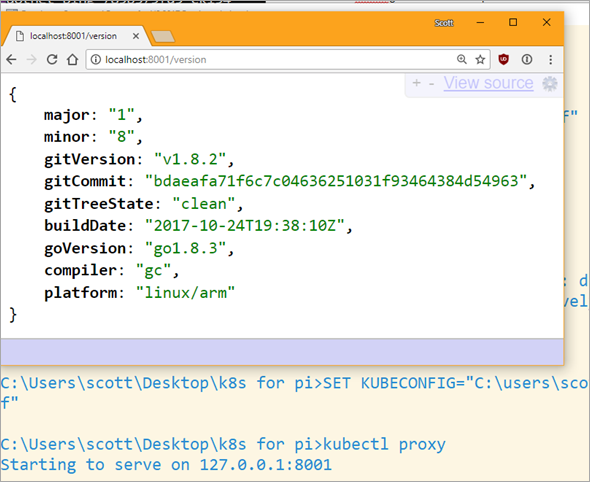 Scott
localhost:8001/version
localhost:8001/version
+ - View source
{
major: "1",
minor: "8",
gitVersion: "v1.8.2",
gitCommit: "bdaeafa71f6c7c04636251031f93464384d54963",
gitTreeState: "clean",
buildDate: "2017-10-24T19:38:10Z",
goVersion: "go1.8.3",
compiler: "gc",
platform: "linux/arm"
}
f"
: d
vel
C:\Users\scott\Desktop\k8s for pi>SET KUBECONFIG="C:\users\sco
f"
C:\Users\scott\Desktop\k8s for pi>kubectl proxy
Starting to serve on 127.0.0.1:8001